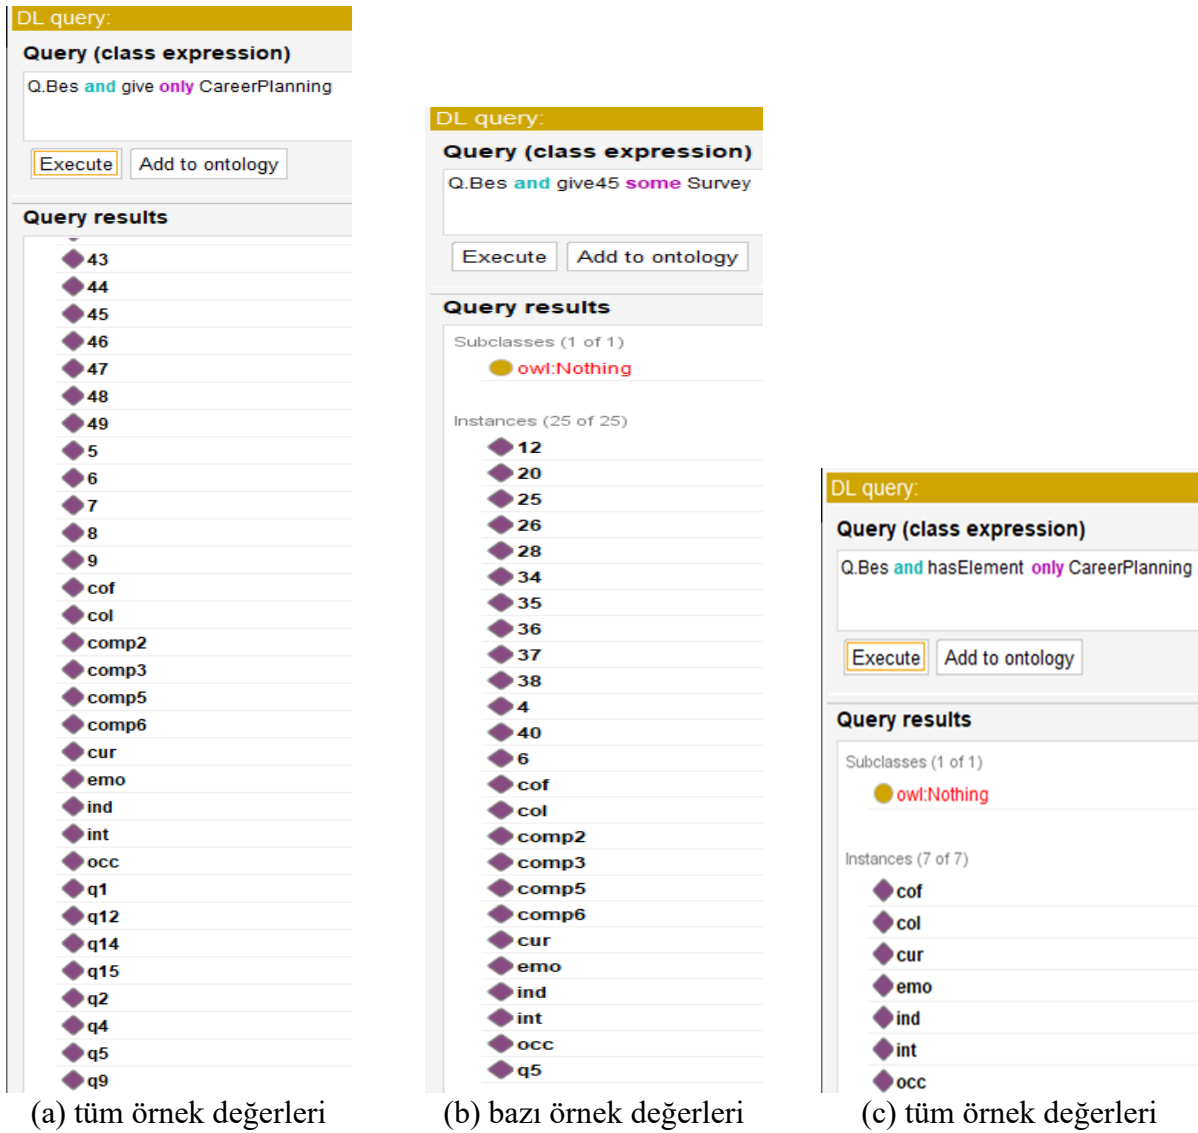 DL query:
Query (class expression)
Q.Bes and give only CareerPlanning
Execute
Add to ontology
Query results
43
44
45
46
47
48
49
5
6
7
8
9
cof
col
comp2
comp3
comp5
comp6
cur
emo
ind
int
occ
q1
q12
q14
q15
q2
q4
q5
q9
(a) tüm örnek değerleri
DL query:
Query (class expression)
Q.Bes and give45 some Survey
Execute
Add to ontology
Query results
Subclasses (1 of 1)
owl:Nothing
Instances (25 of 25)
12
20
25
26
28
34
35
36
37
38
4
40
6
cof
col
comp2
comp3
comp5
comp6
cur
emo
ind
int
occ
q5
(b) bazı örnek değerleri
DL query:
Query (class expression)
Q.Bes and hasElement only CareerPlanning
Execute
Add to ontology
Query results
Subclasses (1 of 1)
owl:Nothing
Instances (7 of 7)
cof
col
cur
emo
ind
int
occ
(c) tüm örnek değerleri